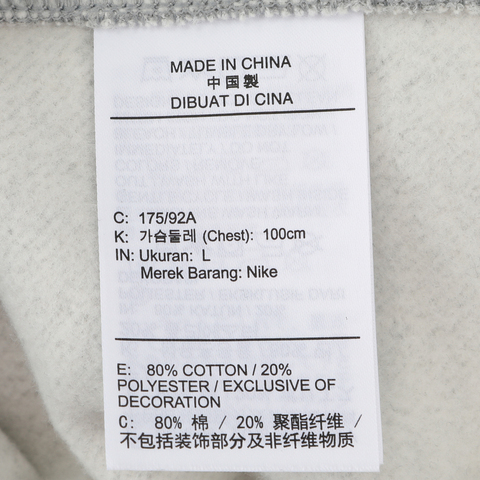 MADE IN CHINA
中国製
DIBUAT DI CINA
C: 175/92A
K: 가슴둘레 (Chest): 100cm
IN: Ukuran: L
Merek Barang: Nike
E: 80% COTTON / 20%
POLYESTER / EXCLUSIVE OF
DECORATION
C: 80% 棉 / 20% 聚酯纤维 /
不包括装饰部分及非纤维物质